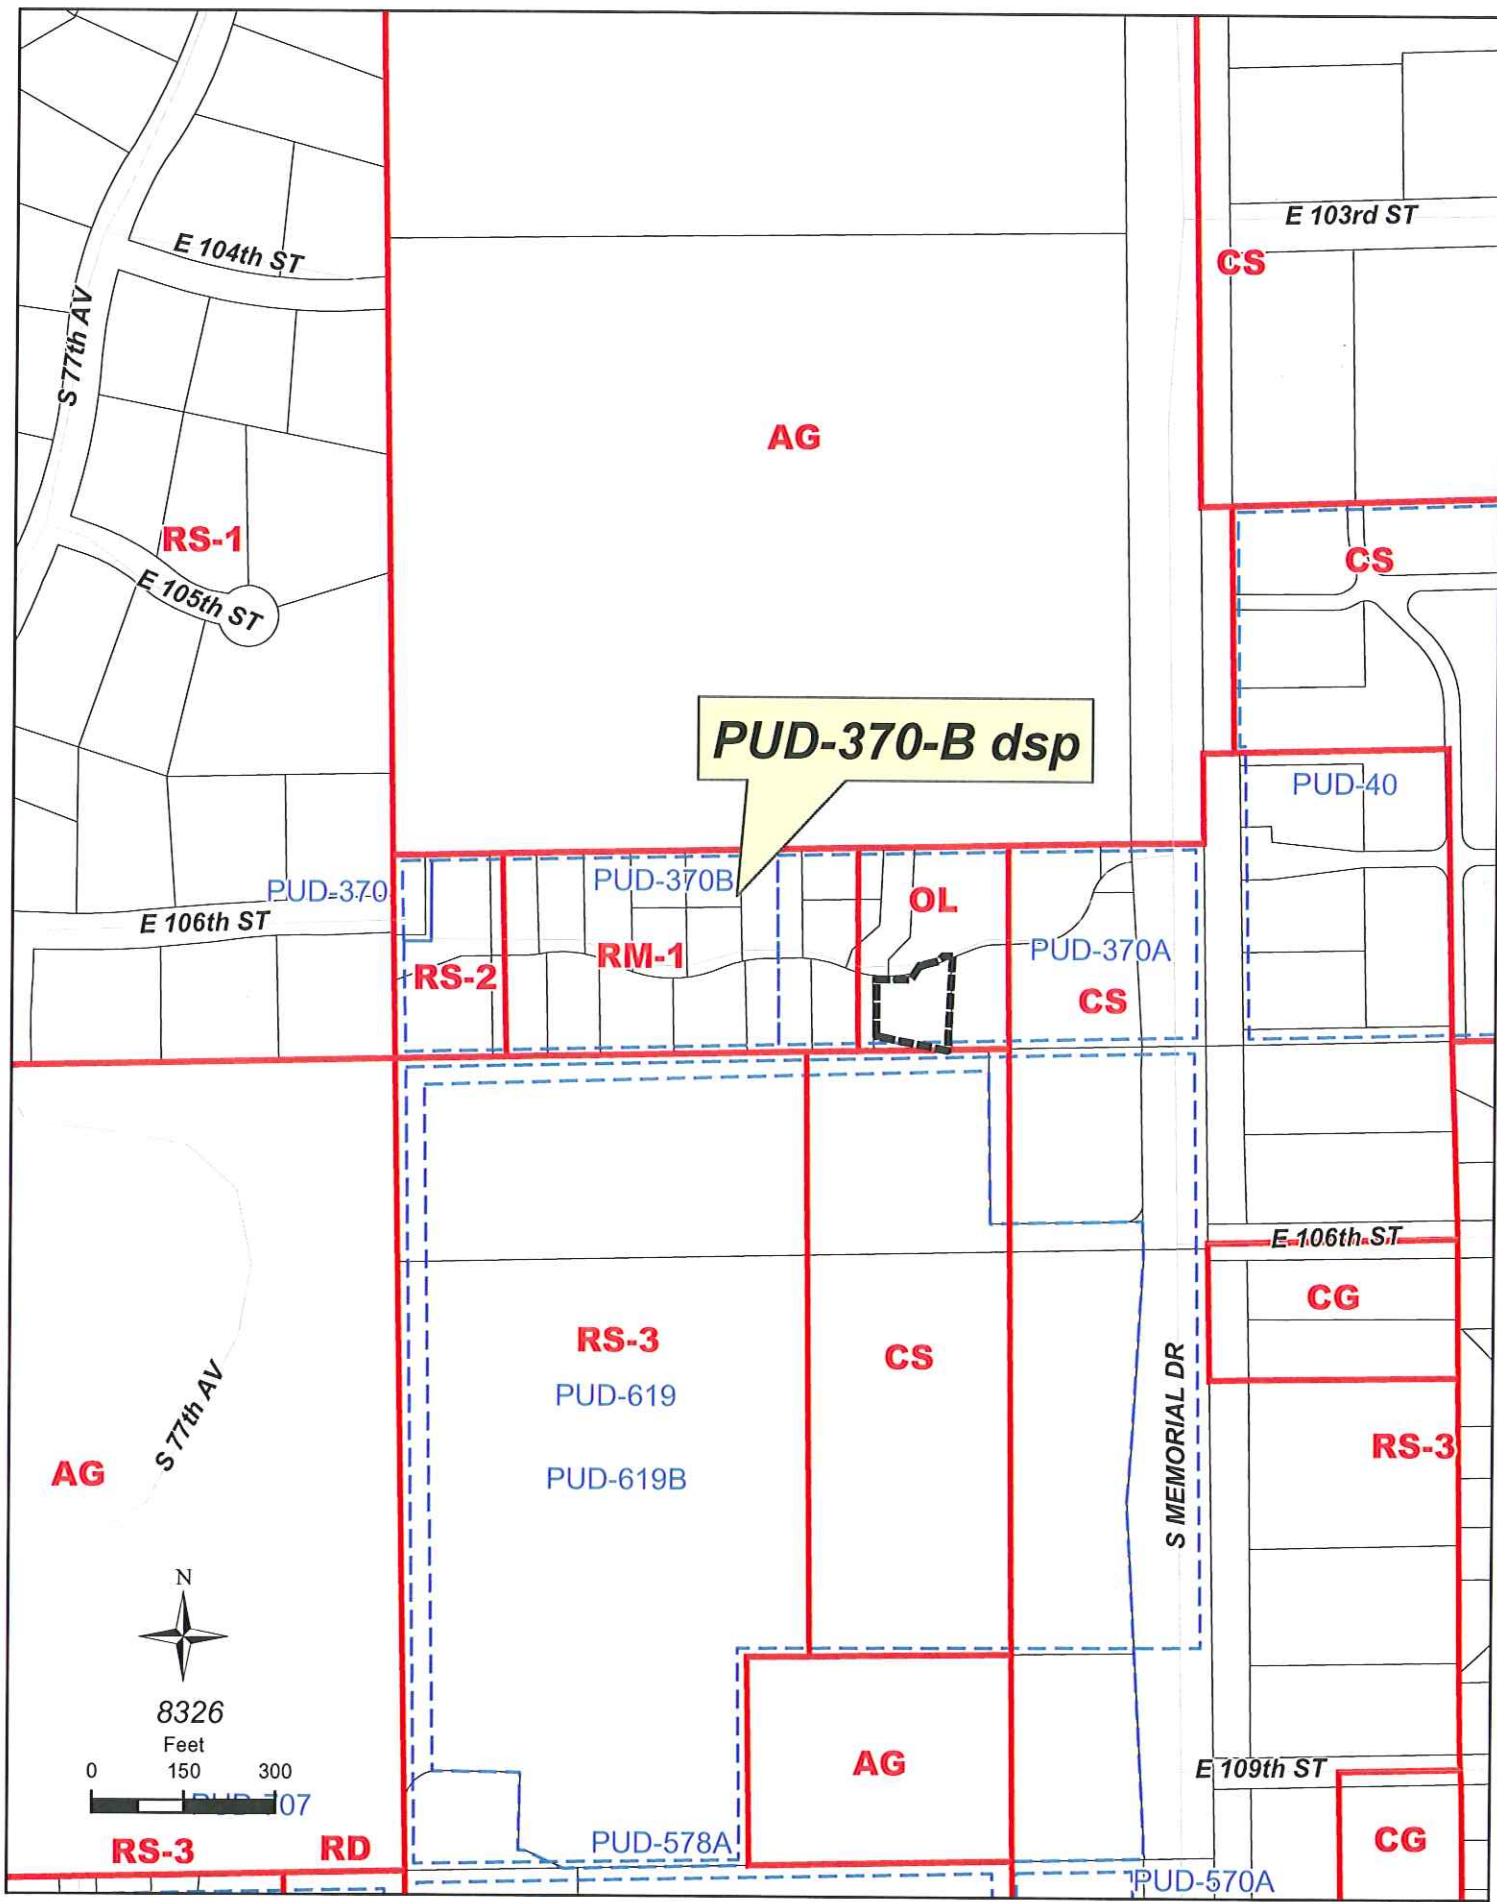 E 103rd ST
E 104th ST
CS
S 77th AV
AG
RS-1
CS
E 105th ST
PUD-370-B dsp
PUD-40
PUD-370
PUD-370B
OL
E 106th ST
RM-1
PUD-370A
RS-2
CS
E 106th ST
CG
RS-3
CS
PUD-619
S MEMORIAL DR
S 77th AV
RS-3
AG
PUD-619B
N
8326
Feet
0 150 300
AG
E 109th ST
PUD-707
RS-3
RD
PUD-578A
CG
PUD-570A